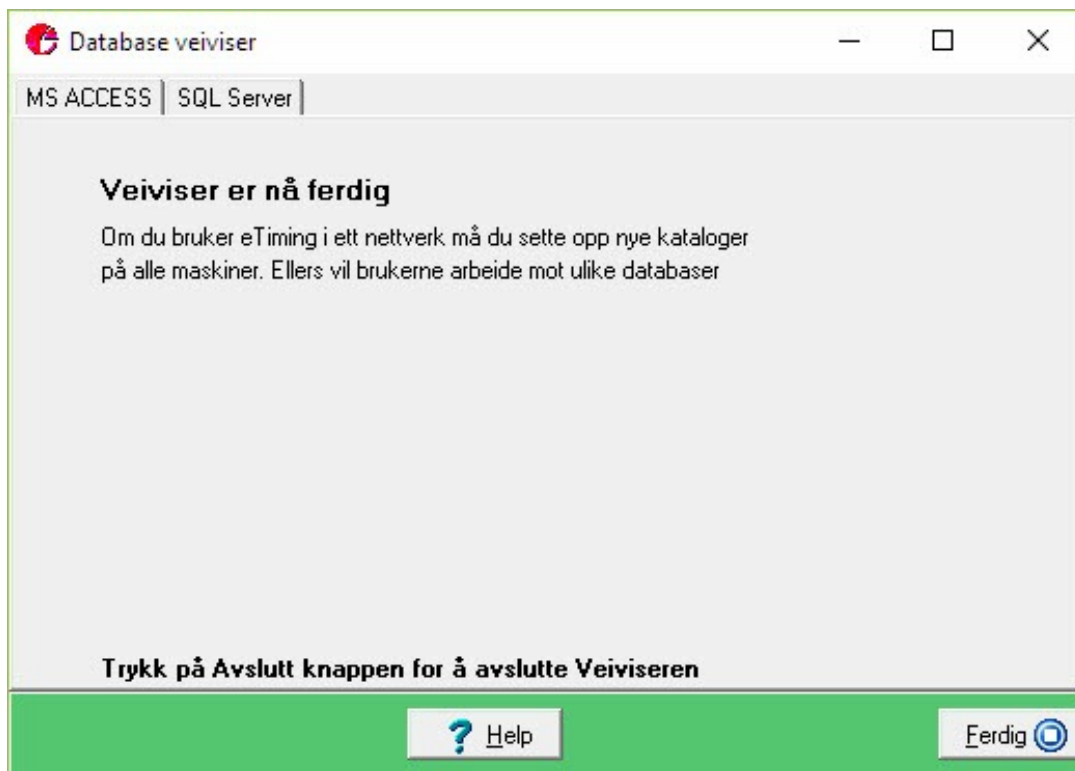 Database veiviser
MS ACCESS SQL Server
Veiviser er nå ferdig
Om du bruker eTiming i ett nettverk må du sette opp nye kataloger
på alle maskiner. Ellers vil brukerne arbeide mot ulike databaser
Trykk på Avslutt knappen for å avslutte Veiviseren
? Help Ferdig